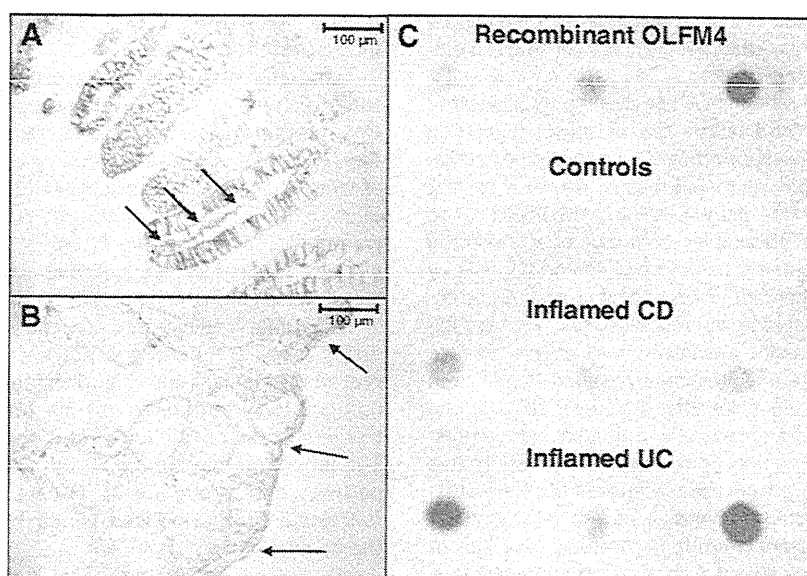 A
100 µm
B
100 µm
C
Recombinant OLFM4
Controls
Inflamed CD
Inflamed UC